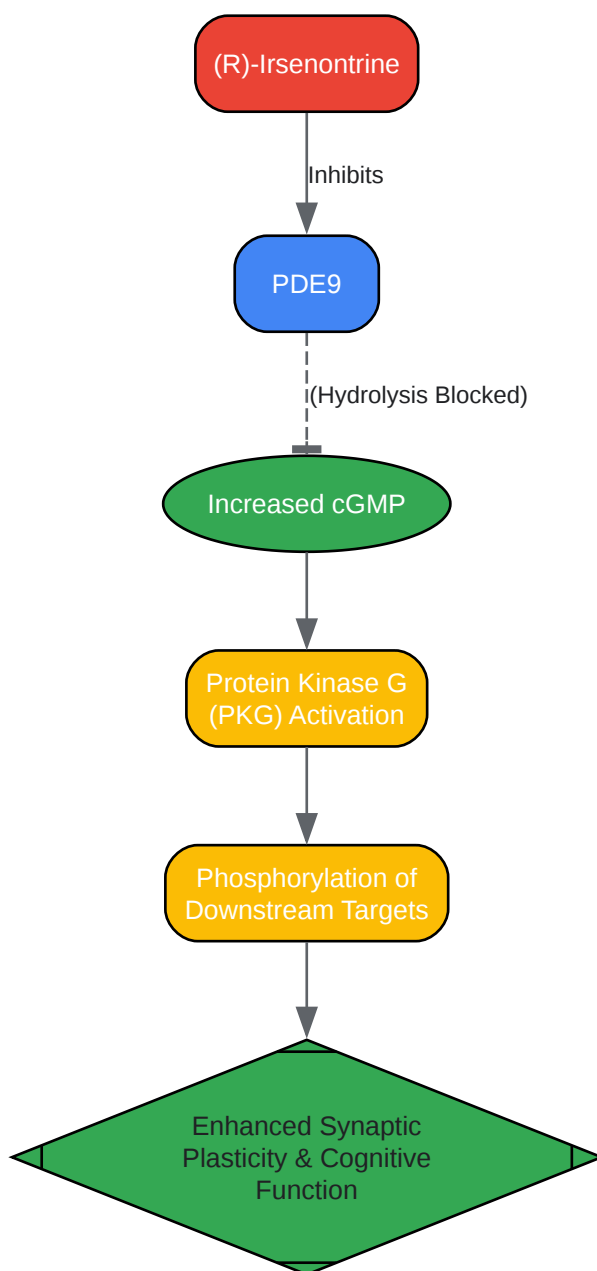 (R)-Irsenontrine
Inhibits
PDE9
(Hydrolysis Blocked)
Increased cGMP
Protein Kinase G
(PKG) Activation
Phosphorylation of
Downstream Targets
Enhanced Synaptic
Plasticity & Cognitive
Function